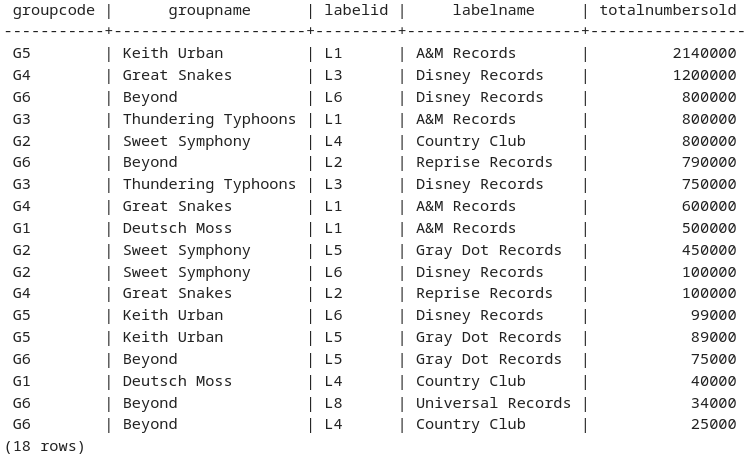 groupcode |      groupname      | labelid |     labelname     | totalnumbersold
-----------+---------------------+---------+-------------------+-----------------
 G5        | Keith Urban         | L1      | A&M Records       |         2140000
 G4        | Great Snakes        | L3      | Disney Records    |         1200000
 G6        | Beyond              | L6      | Disney Records    |          800000
 G3        | Thundering Typhoons | L1      | A&M Records       |          800000
 G2        | Sweet Symphony      | L4      | Country Club      |          800000
 G6        | Beyond              | L2      | Reprise Records   |          790000
 G3        | Thundering Typhoons | L3      | Disney Records    |          750000
 G4        | Great Snakes        | L1      | A&M Records       |          600000
 G1        | Deutsch Moss        | L1      | A&M Records       |          500000
 G2        | Sweet Symphony      | L5      | Gray Dot Records  |          450000
 G2        | Sweet Symphony      | L6      | Disney Records    |          100000
 G4        | Great Snakes        | L2      | Reprise Records   |          100000
 G5        | Keith Urban         | L6      | Disney Records    |           99000
 G5        | Keith Urban         | L5      | Gray Dot Records  |           89000
 G6        | Beyond              | L5      | Gray Dot Records  |           75000
 G1        | Deutsch Moss        | L4      | Country Club      |           40000
 G6        | Beyond              | L8      | Universal Records |           34000
 G6        | Beyond              | L4      | Country Club      |           25000
(18 rows)